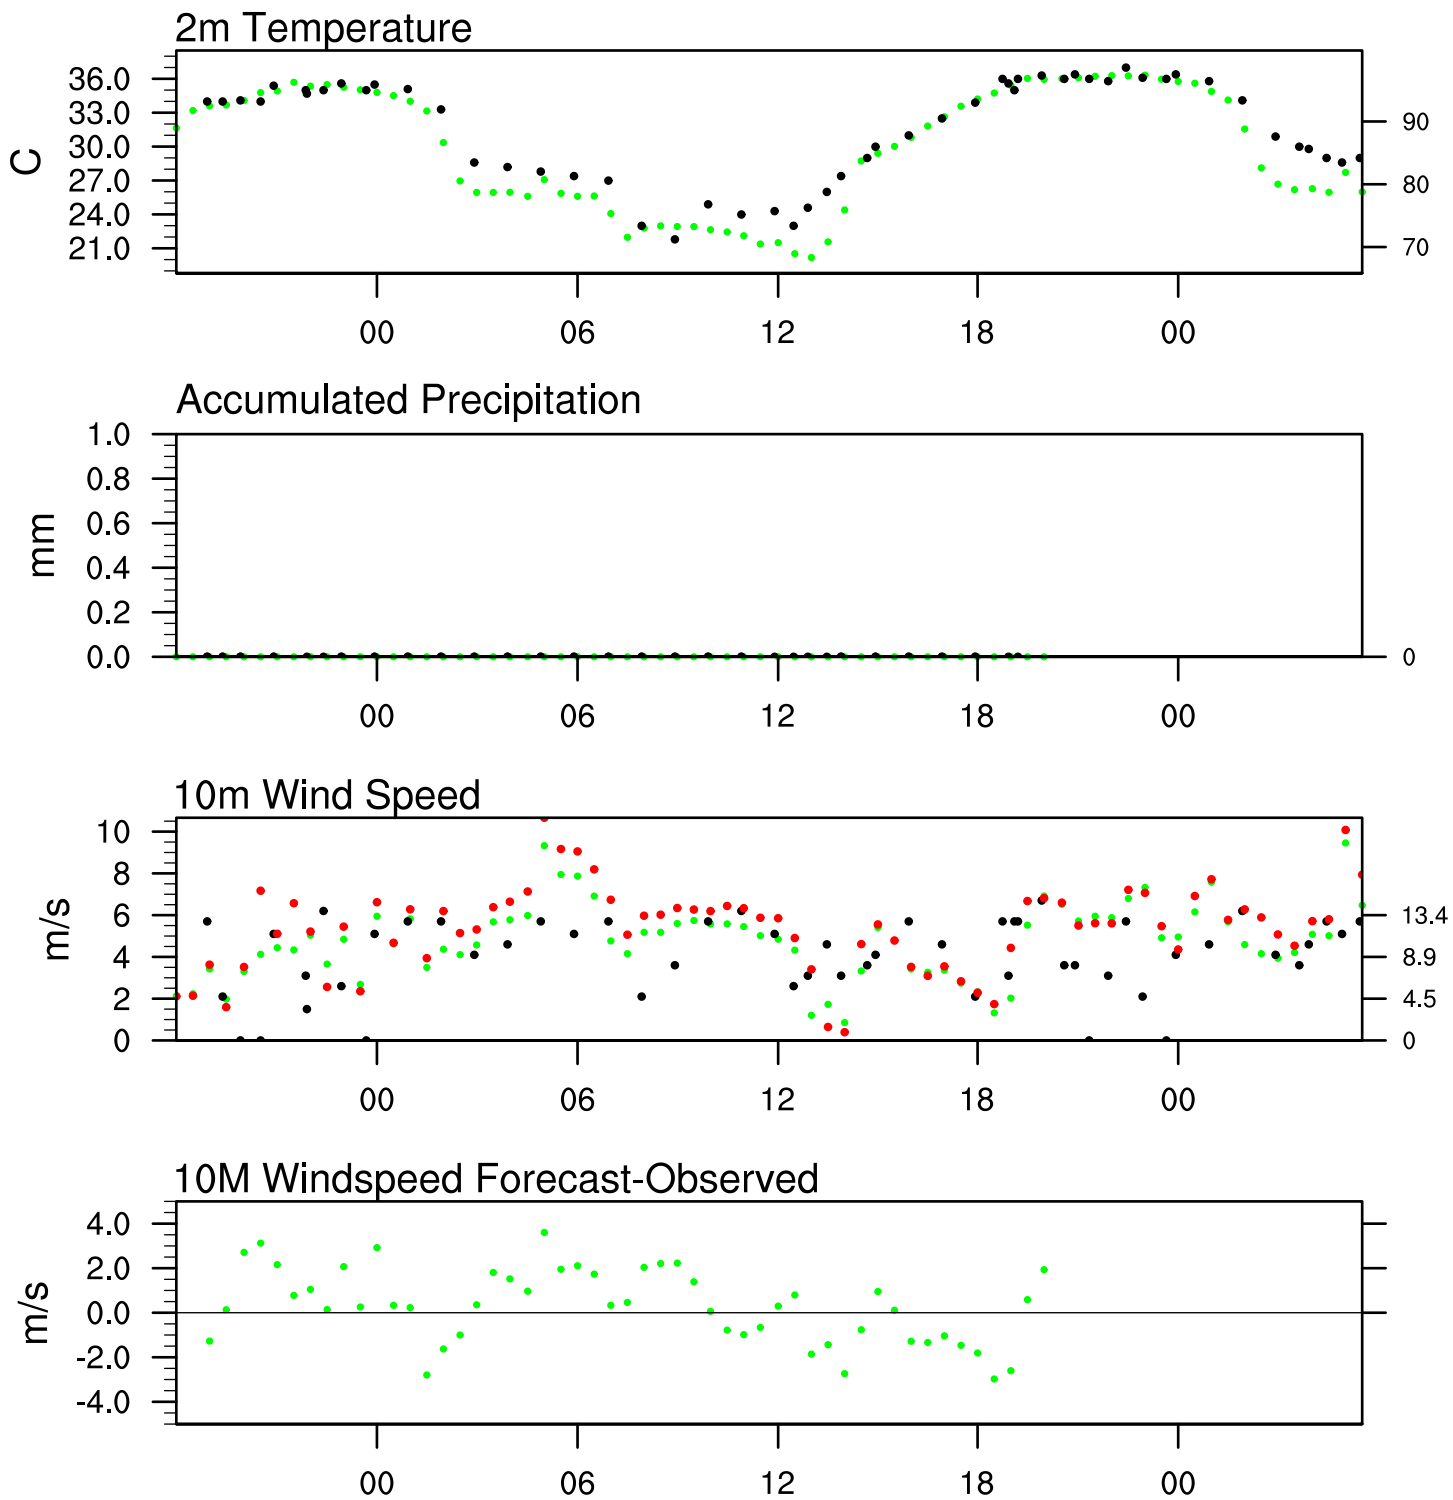 2m Temperature
36.0
33.0
30.0
27.0
24.0
21.0
C
90
80
70
00 06 12 18 00
Accumulated Precipitation
1.0
0.8
0.6
0.4
0.2
0.0
mm
0
00 06 12 18 00
10m Wind Speed
10
8
6
4
2
0
m/s
13.4
8.9
4.5
0
00 06 12 18 00
10M Windspeed Forecast-Observed
4.0
2.0
0.0
-2.0
-4.0
m/s
00 06 12 18 00